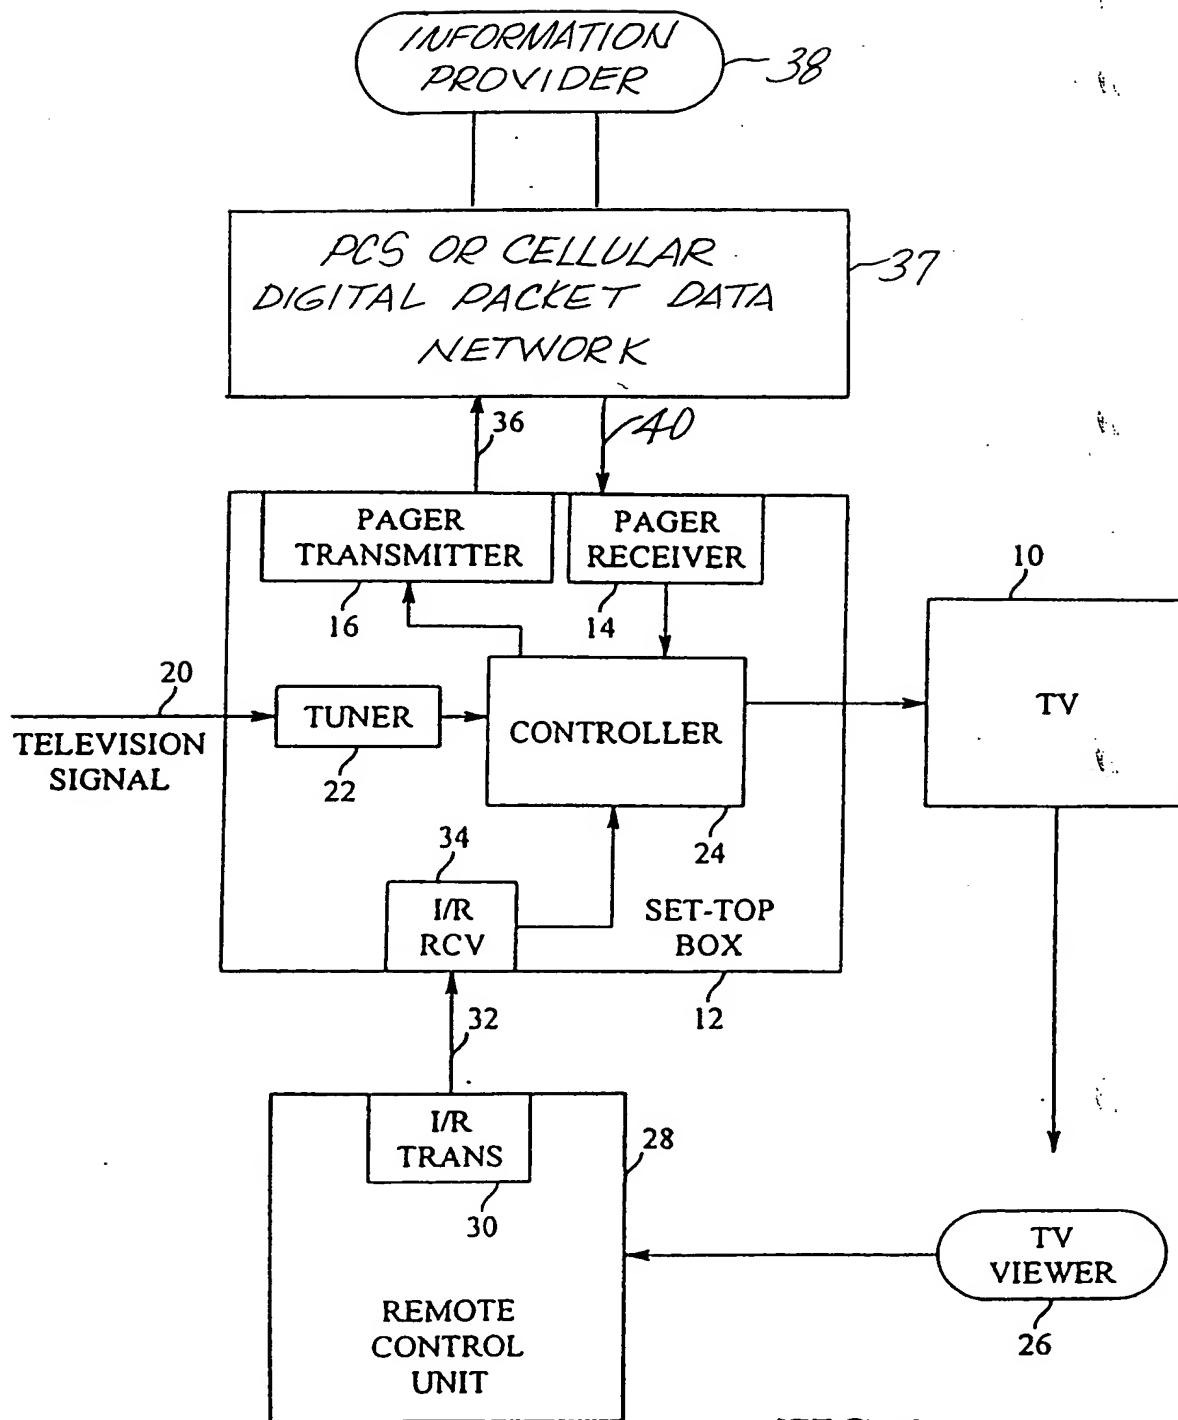 INFORMATION
PROVIDER
38
PCS OR CELLULAR
DIGITAL PACKET DATA
NETWORK
37
36
40
PAGER
TRANSMITTER
16
PAGER
RECEIVER
14
10
TV
20
TELEVISION
SIGNAL
TUNER
22
CONTROLLER
24
34
I/R
RCV
SET-TOP
BOX
12
32
I/R
TRANS
30
28
REMOTE
CONTROL
UNIT
TV
VIEWER
26